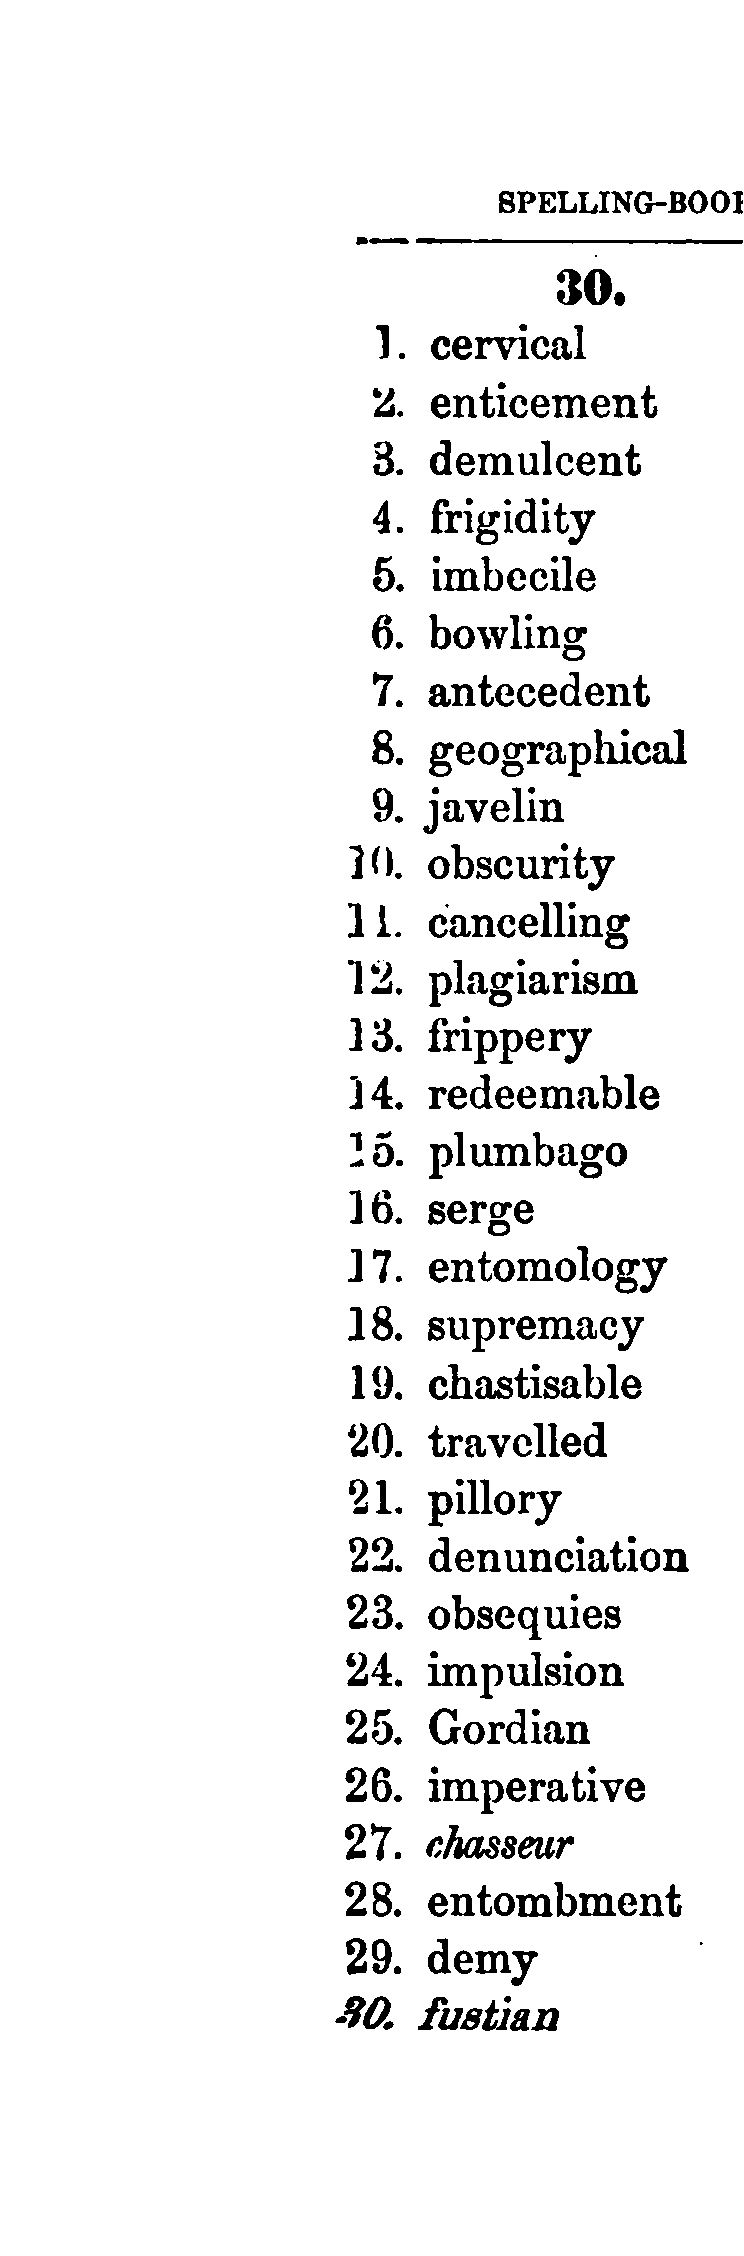 SPELLING-BOOK
30.
1. cervical
2. enticement
3. demulcent
4. frigidity
5. imbecile
6. bowling
7. antecedent
8. geographical
9. javelin
10. obscurity
11. cancelling
12. plagiarism
13. frippery
14. redeemable
15. plumbago
16. serge
17. entomology
18. supremacy
19. chastisable
20. travelled
21. pillory
22. denunciation
23. obsequies
24. impulsion
25. Gordian
26. imperative
27. chasseur
28. entombment
29. demy
30. fustian